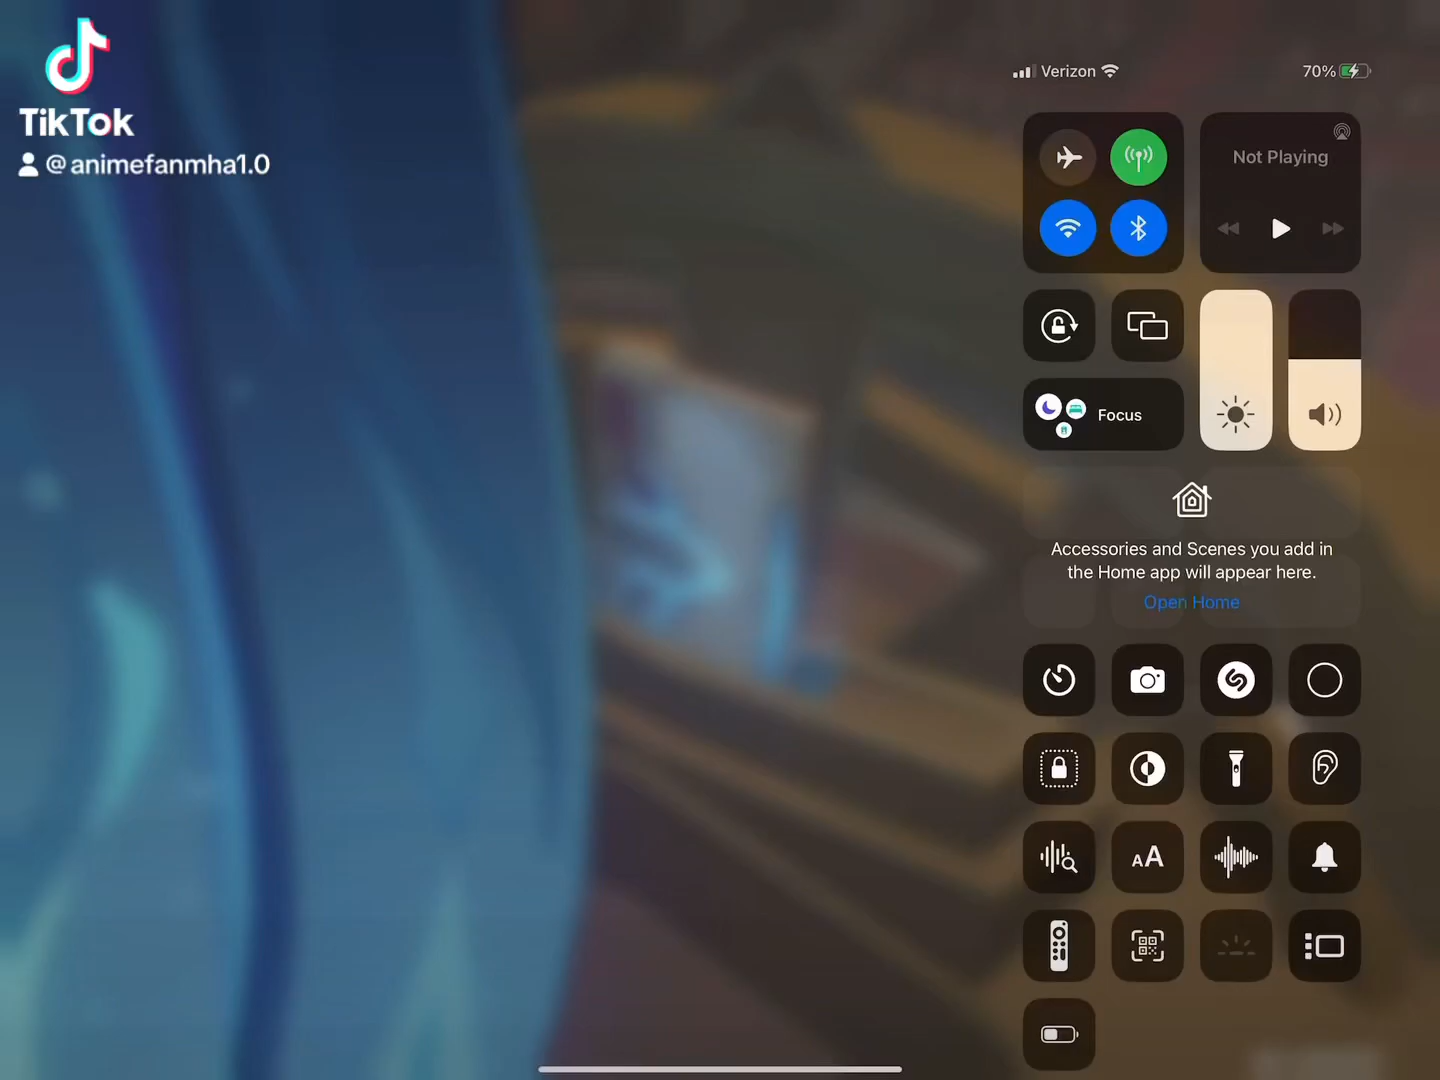 TikTok
@animefanmha1.0
Verizon
70%
Not Playing
Focus
Accessories and Scenes you add in
the Home app will appear here.
Open Home
AA